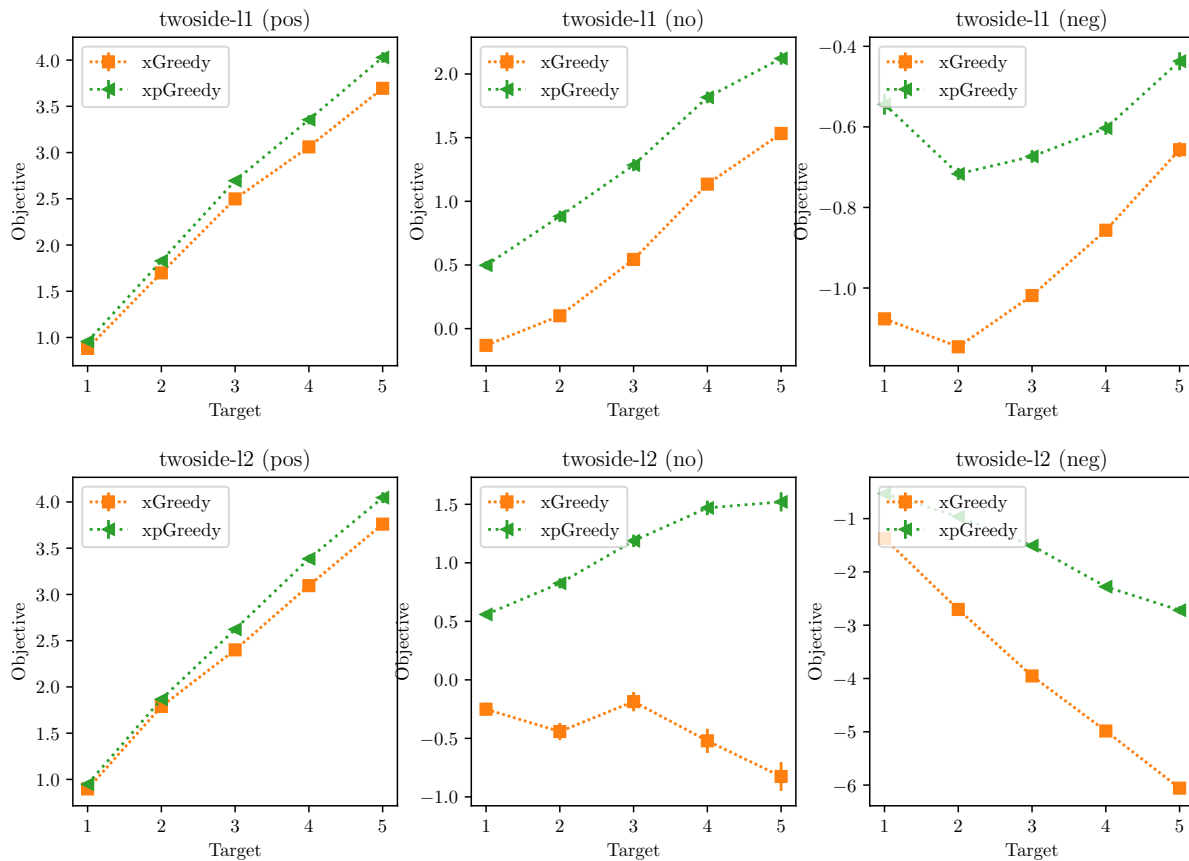 twoside-l1 (pos)
xGreedy
xpGreedy
Objective
4.0
3.5
3.0
2.5
2.0
1.5
1.0
1 2 3 4 5
Target
twoside-l1 (no)
xGreedy
xpGreedy
Objective
2.0
1.5
1.0
0.5
0.0
1 2 3 4 5
Target
twoside-l1 (neg)
xGreedy
xpGreedy
Objective
−0.4
−0.6
−0.8
−1.0
1 2 3 4 5
Target
twoside-l2 (pos)
xGreedy
xpGreedy
Objective
4.0
3.5
3.0
2.5
2.0
1.5
1.0
1 2 3 4 5
Target
twoside-l2 (no)
xGreedy
xpGreedy
Objective
1.5
1.0
0.5
0.0
−0.5
−1.0
1 2 3 4 5
Target
twoside-l2 (neg)
xGreedy
xpGreedy
Objective
−1
−2
−3
−4
−5
−6
1 2 3 4 5
Target